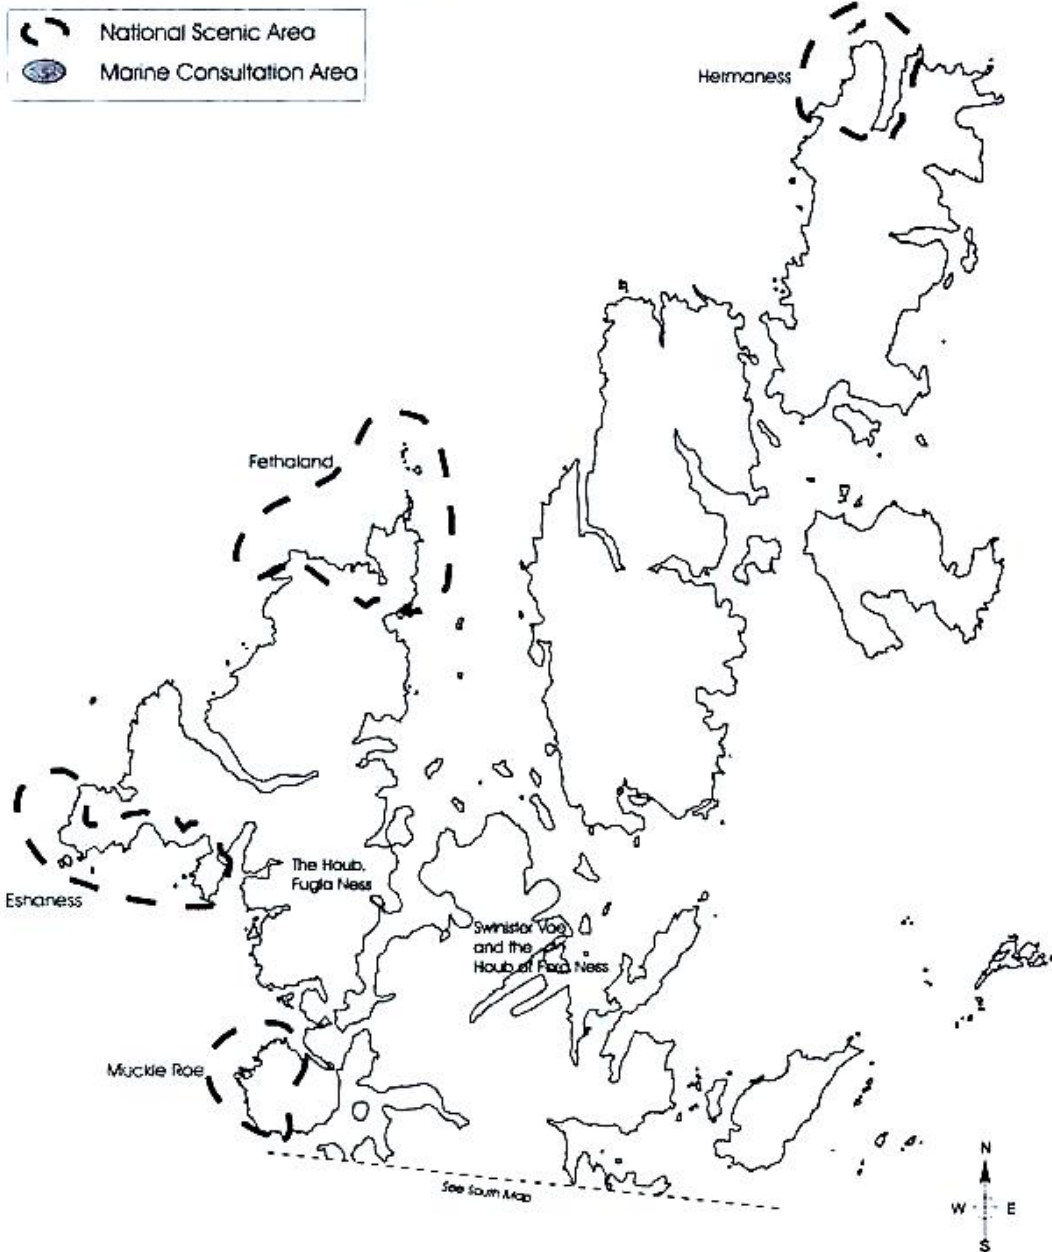 National Scenic Area
Marine Consultation Area
Hermaness
Fethaland
Eshaness
The Houb,
Fugla Ness
Swinister Voe
and the
Houb of Fora Ness
Muckle Roe
See South Map
N
W E
S